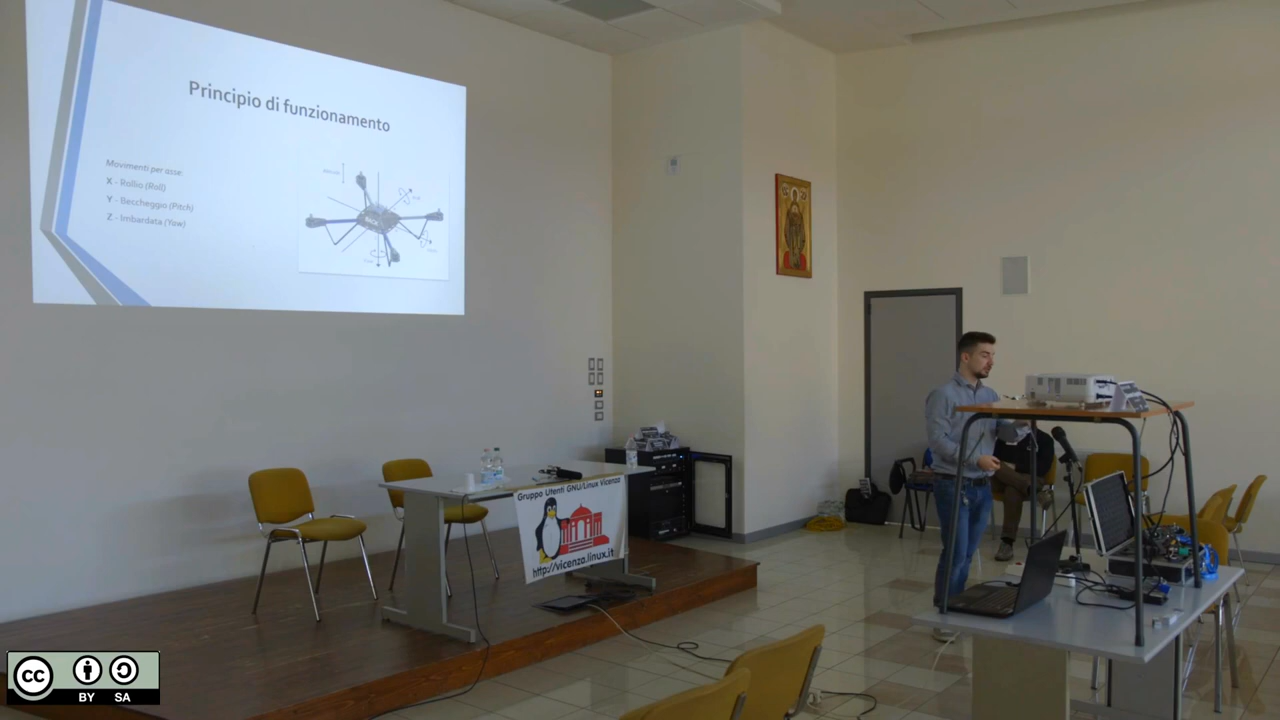 Principio di funzionamento
Movimenti per asse:
X - Rollio (Roll)
Y - Beccheggio (Pitch)
Z - Imbardata (Yaw)
Gruppo Utenti GNU/Linux Vicenza
http://vicenza.linux.it
cc
BY SA